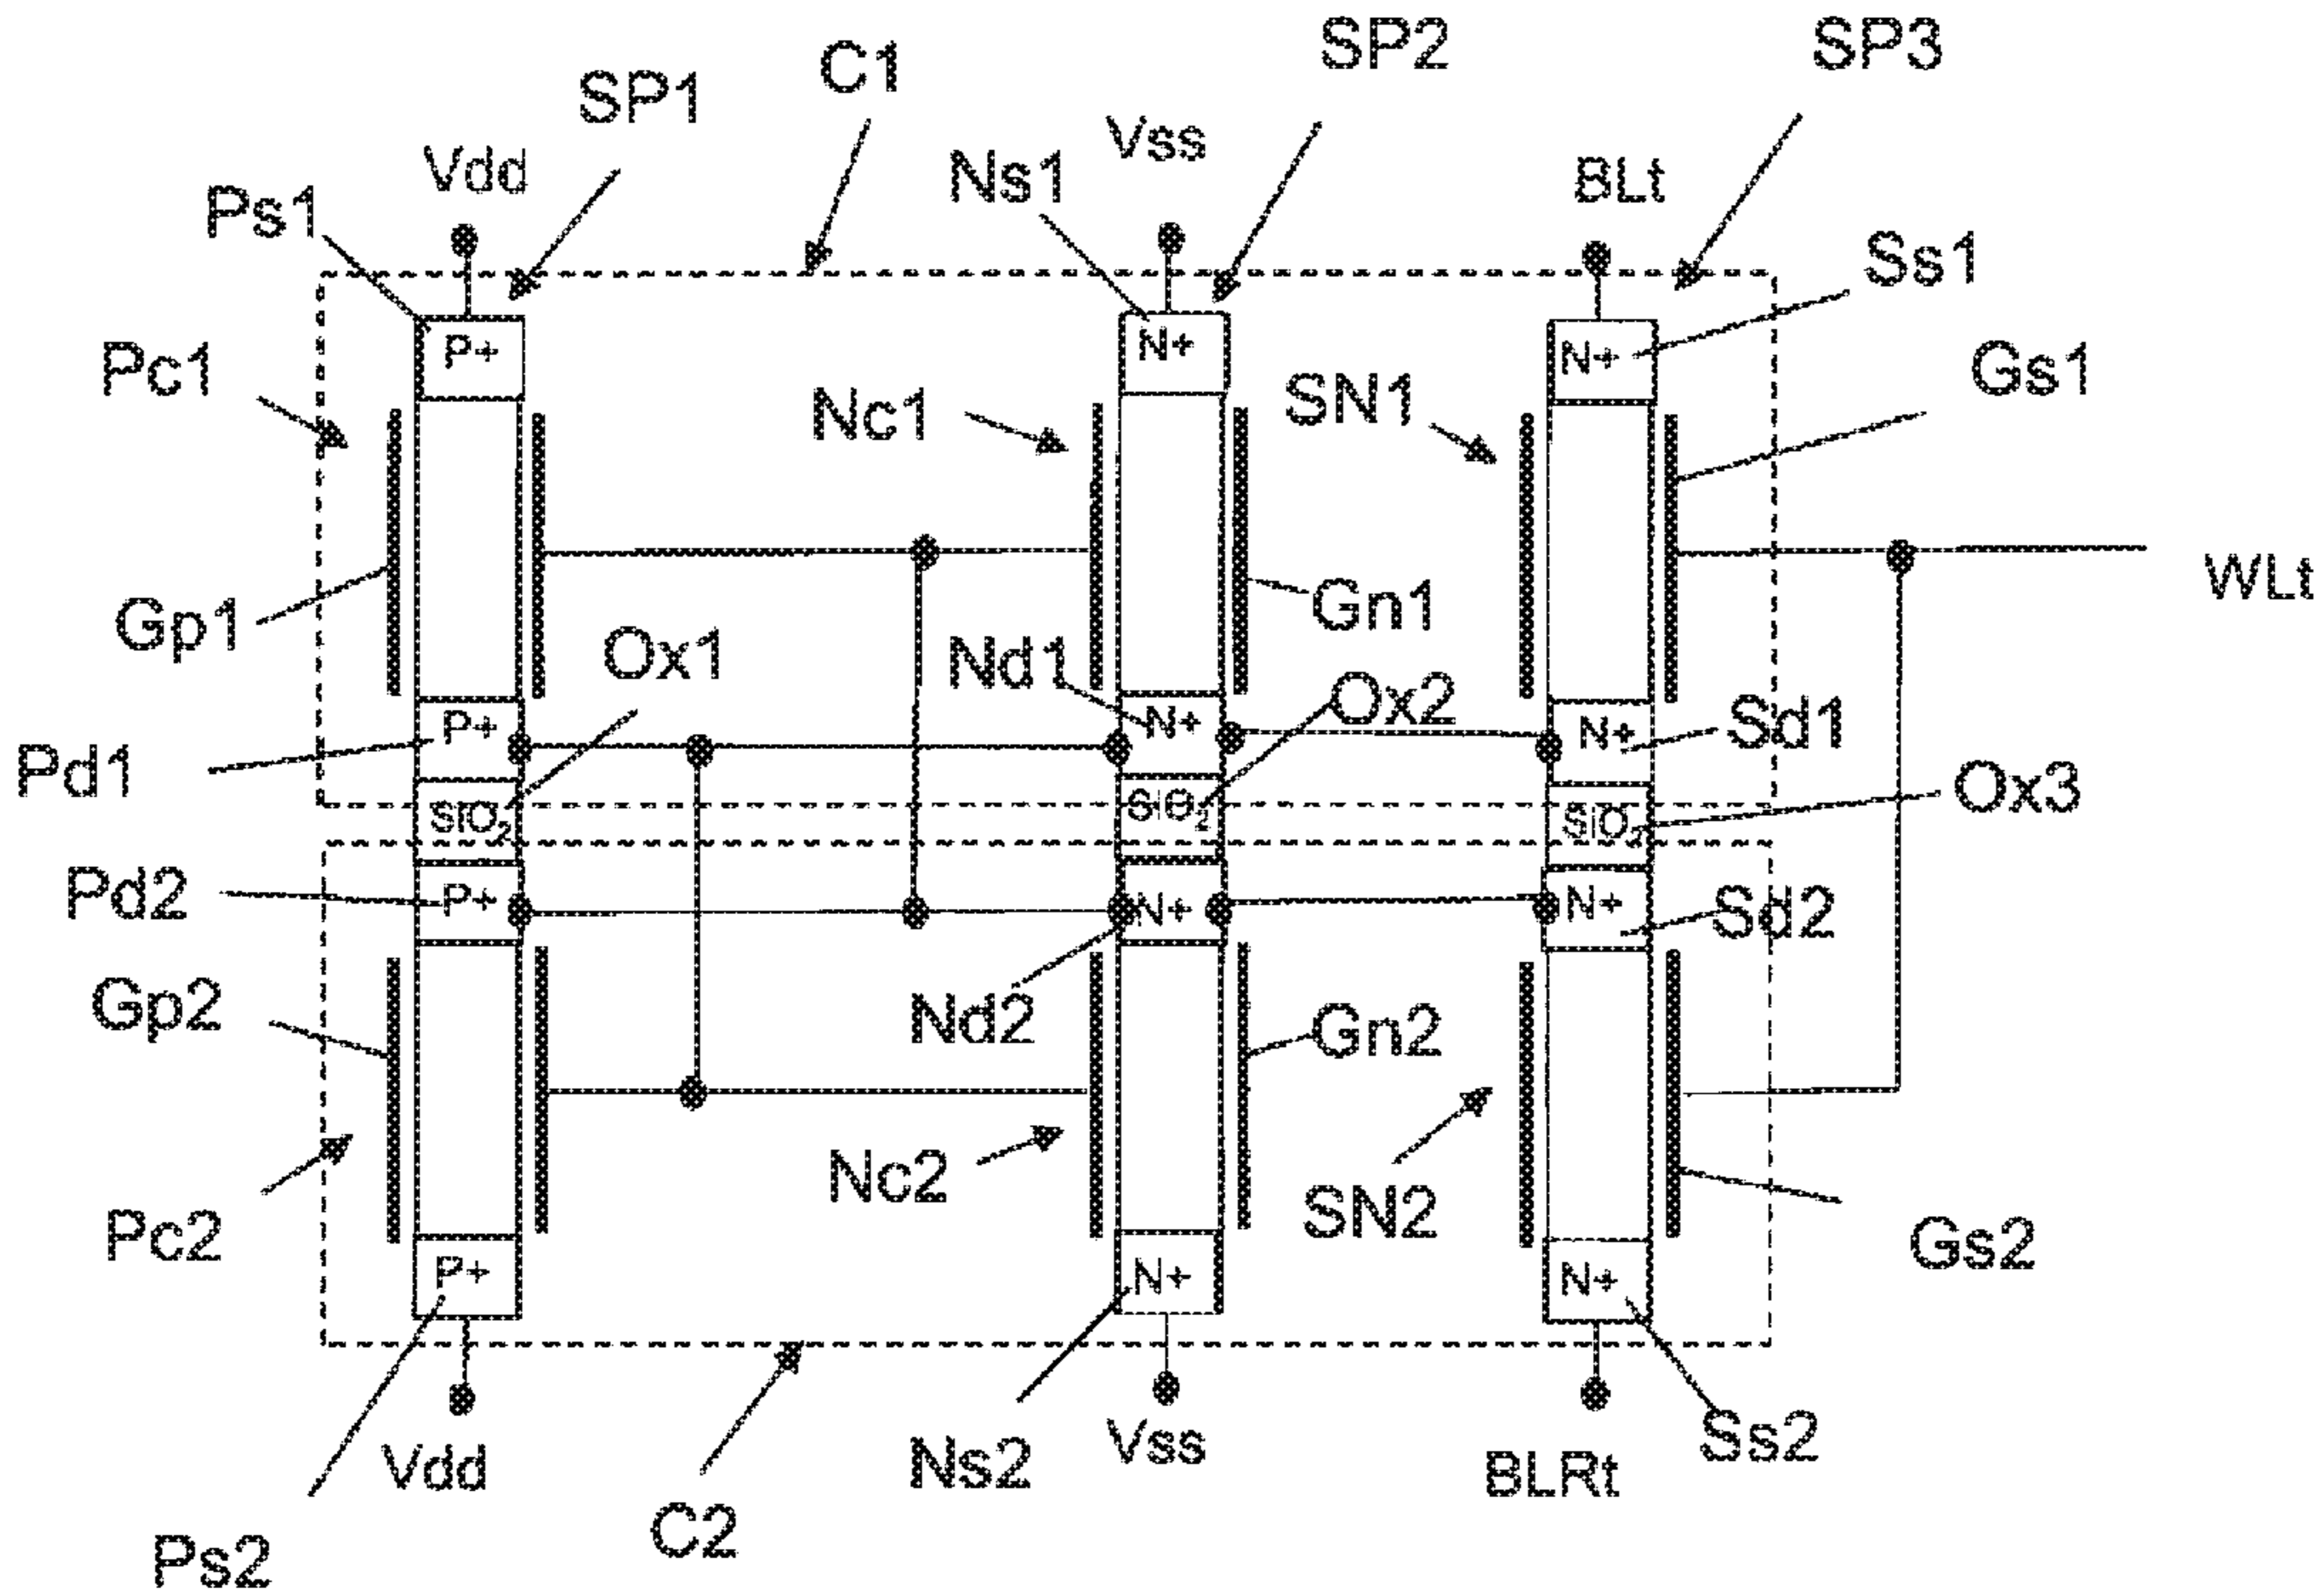 C1 SP2 SP3
SP1
Vdd Ns1 Vss BLt
Ps1 Ss1
P+ N+ N+
Pc1 Nc1 SN1 Gs1
Gp1 Gn1 WLt
Ox1 Nd1 Ox2
P+ N+ N+ Sd1
Pd1 Ox3
SiO2 SiO2 SiO2
Pd2 P+ N+ N+ Sd2
Gp2 Nd2 Gn2
Pc2 Nc2 SN2 Gs2
P+ N+ N+
Vdd Ns2 Vss BLRt Ss2
Ps2 C2